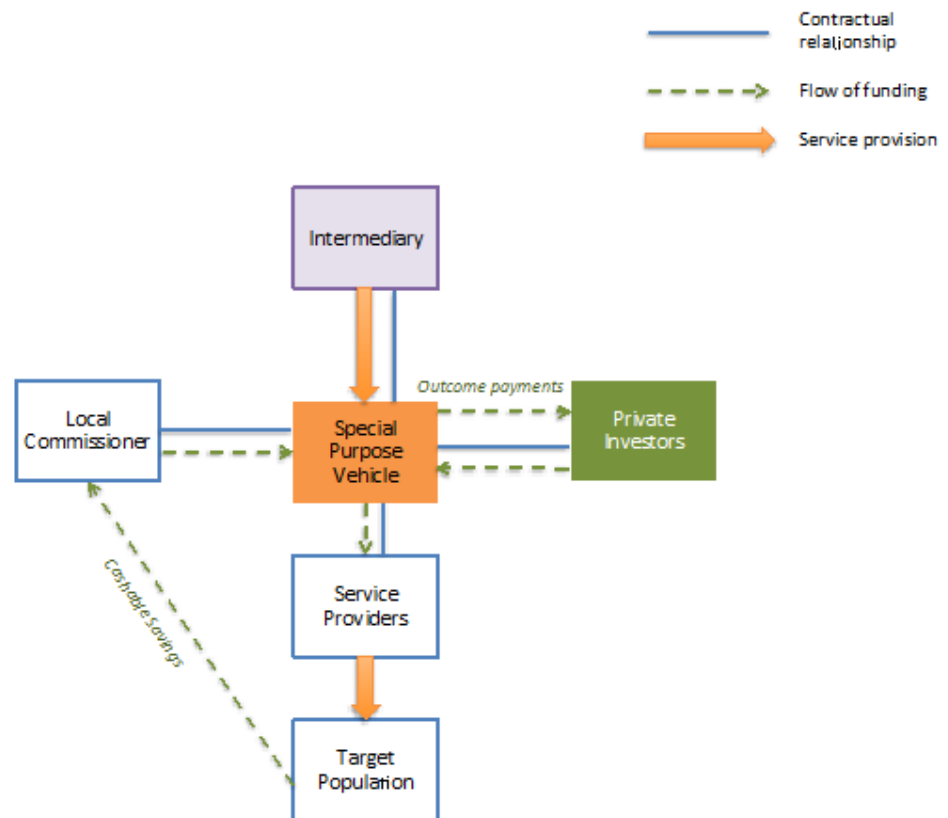 Contractual
relationship
Flow of funding
Service provision
Intermediary
Outcome payments
Local
Commissioner
Special
Purpose
Vehicle
Private
Investors
Cashable Savings
Service
Providers
Target
Population